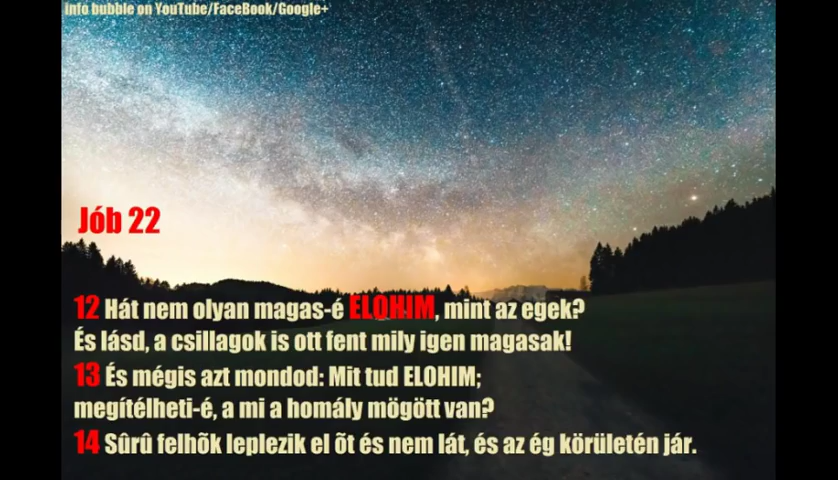 info bubble on YouTube/FaceBook/Google+
Jób 22
12 Hát nem olyan magas-é ELOHIM, mint az egek?
És lásd, a csillagok is ott fent mily igen magasak!
13 És mégis azt mondod: Mit tud ELOHIM;
megítélheti-é, a mi a homály mögött van?
14 Sûrû felhõk leplezik el õt és nem lát, és az ég körületén jár.